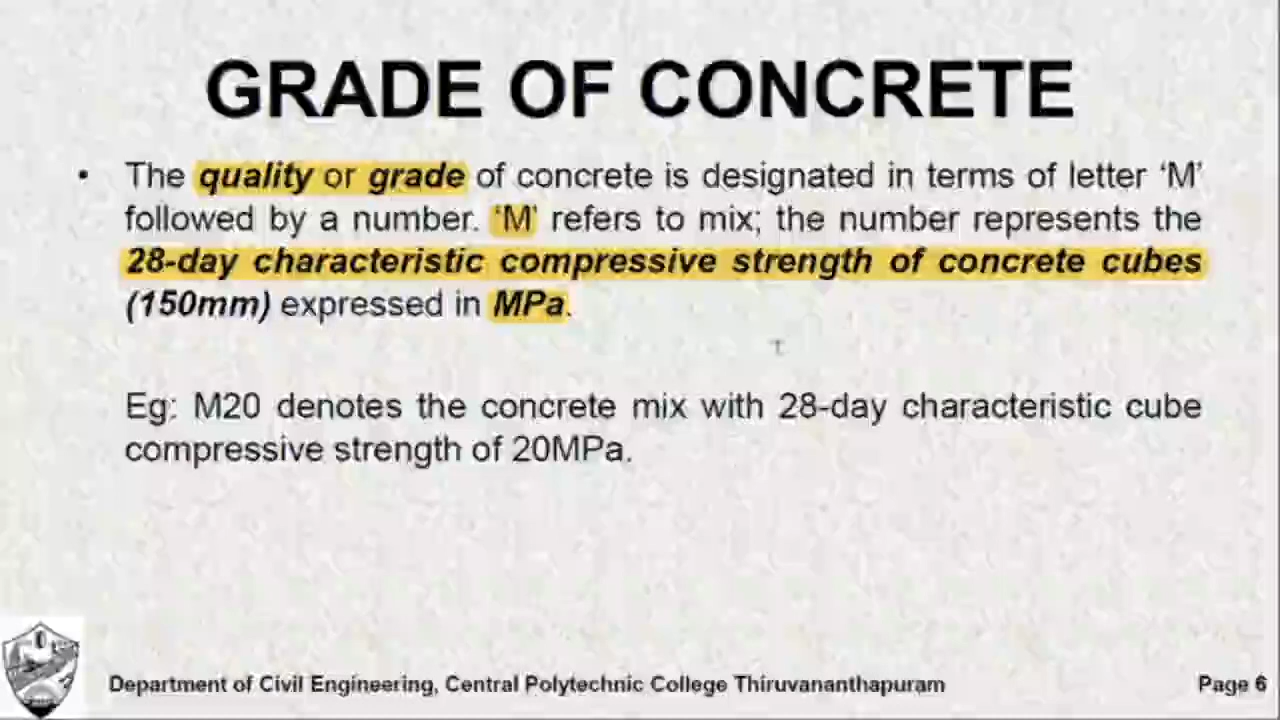 GRADE OF CONCRETE
• The quality or grade of concrete is designated in terms of letter ‘M’
followed by a number. ‘M’ refers to mix; the number represents the
28-day characteristic compressive strength of concrete cubes
(150mm) expressed in MPa.
Eg: M20 denotes the concrete mix with 28-day characteristic cube
compressive strength of 20MPa.
Department of Civil Engineering, Central Polytechnic College Thiruvananthapuram
Page 6